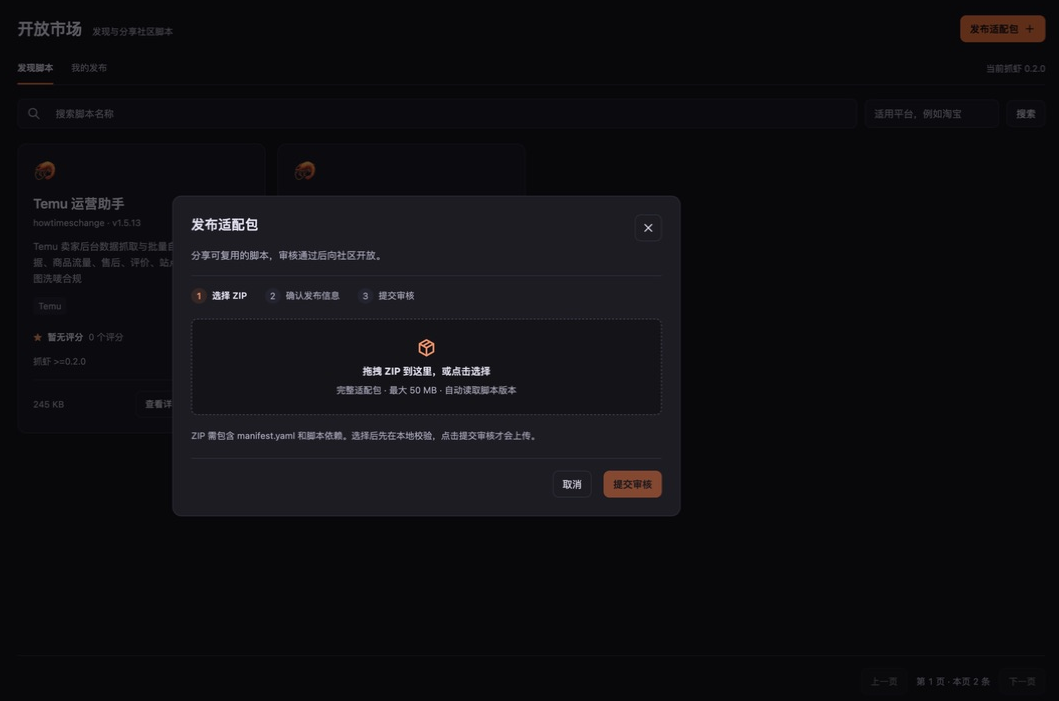 开放市场 发现与分享社区脚本
发布适配包 +
发现脚本 我的发布
当前抓虾 0.2.0
搜索脚本名称
适用平台，例如淘宝
搜索
Temu 运营助手
howtimeschange · v1.5.13
Temu 卖家后台数据抓取与批量自
据、商品流量、售后、评价、站点
图洗唛合规
Temu
★ 暂无评分 0 个评分
抓虾 >=0.2.0
245 KB
查看详
发布适配包
分享可复用的脚本，审核通过后向社区开放。
1 选择 ZIP 2 确认发布信息 3 提交审核
拖拽 ZIP 到这里，或点击选择
完整适配包 · 最大 50 MB · 自动读取脚本版本
ZIP 需包含 manifest.yaml 和脚本依赖。选择后先在本地校验，点击提交审核才会上传。
取消
提交审核
上一页 第 1 页 · 本页 2 条 下一页